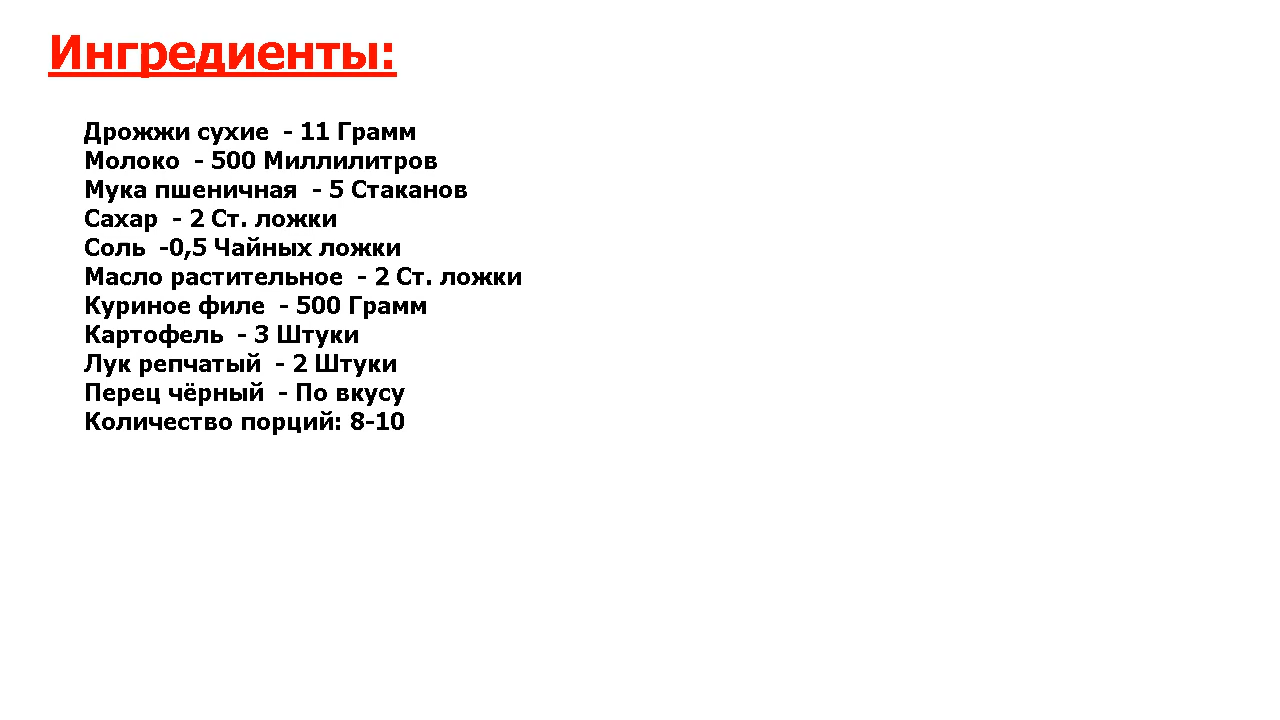 Ингредиенты:
Дрожжи сухие  - 11 Грамм
Молоко  - 500 Миллилитров
Мука пшеничная  - 5 Стаканов
Сахар  - 2 Ст. ложки
Соль  -0,5 Чайных ложки
Масло растительное  - 2 Ст. ложки
Куриное филе  - 500 Грамм
Картофель  - 3 Штуки
Лук репчатый  - 2 Штуки
Перец чёрный  - По вкусу
Количество порций: 8-10